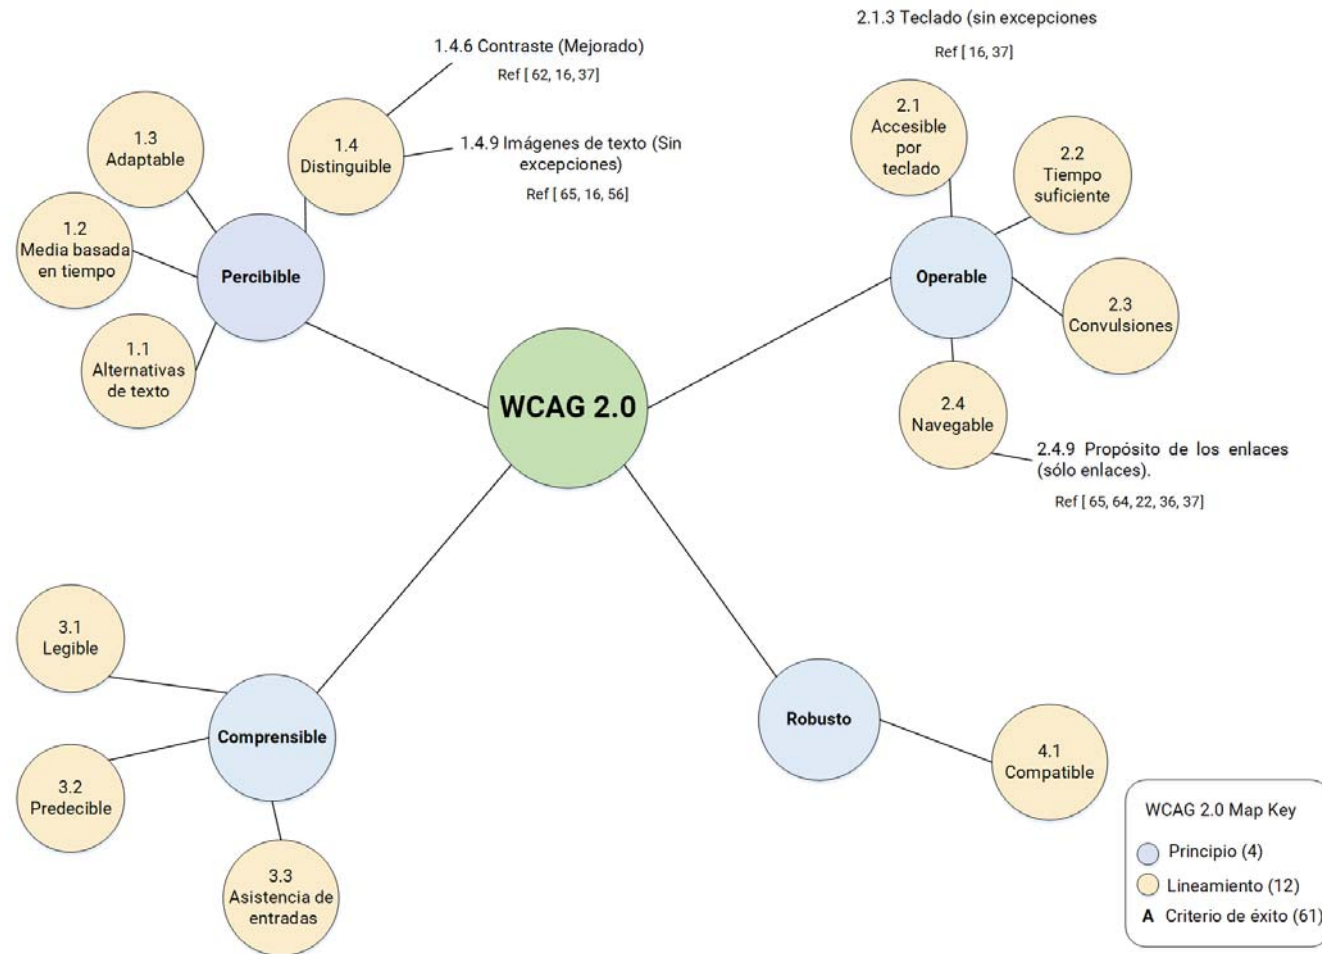 1.4.6 Contraste (Mejorado)
Ref [ 62, 16, 37]
1.3
Adaptable
1.4
Distinguible
1.4.9 Imágenes de texto (Sin
excepciones)
Ref [ 65, 16, 56]
1.2
Media basada
en tiempo
Percibible
1.1
Alternativas
de texto
2.1.3 Teclado (sin excepciones
Ref [ 16, 37]
2.1
Accesible
por
teclado
2.2
Tiempo
suficiente
Operable
2.3
Convulsiones
2.4
Navegable
2.4.9 Propósito de los enlaces
(sólo enlaces).
Ref [ 65, 64, 22, 36, 37]
WCAG 2.0
3.1
Legible
Comprensible
3.2
Predecible
3.3
Asistencia de
entradas
Robusto
4.1
Compatible
WCAG 2.0 Map Key
Principio (4)
Lineamiento (12)
A Criterio de éxito (61)